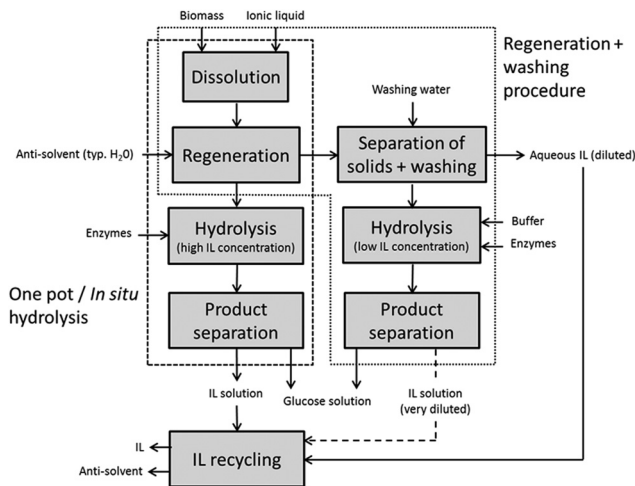 Biomass
Ionic liquid
Dissolution
Regeneration +
washing
procedure
Washing water
Anti-solvent (typ. H20)
Regeneration
Separation of
solids + washing
Aqueous IL (diluted)
Enzymes
Hydrolysis
(high IL concentration)
Hydrolysis
(low IL concentration)
Buffer
Enzymes
One pot / In situ
hydrolysis
Product
separation
Product
separation
IL solution
Glucose solution
IL solution
(very diluted)
IL
Anti-solvent
IL recycling